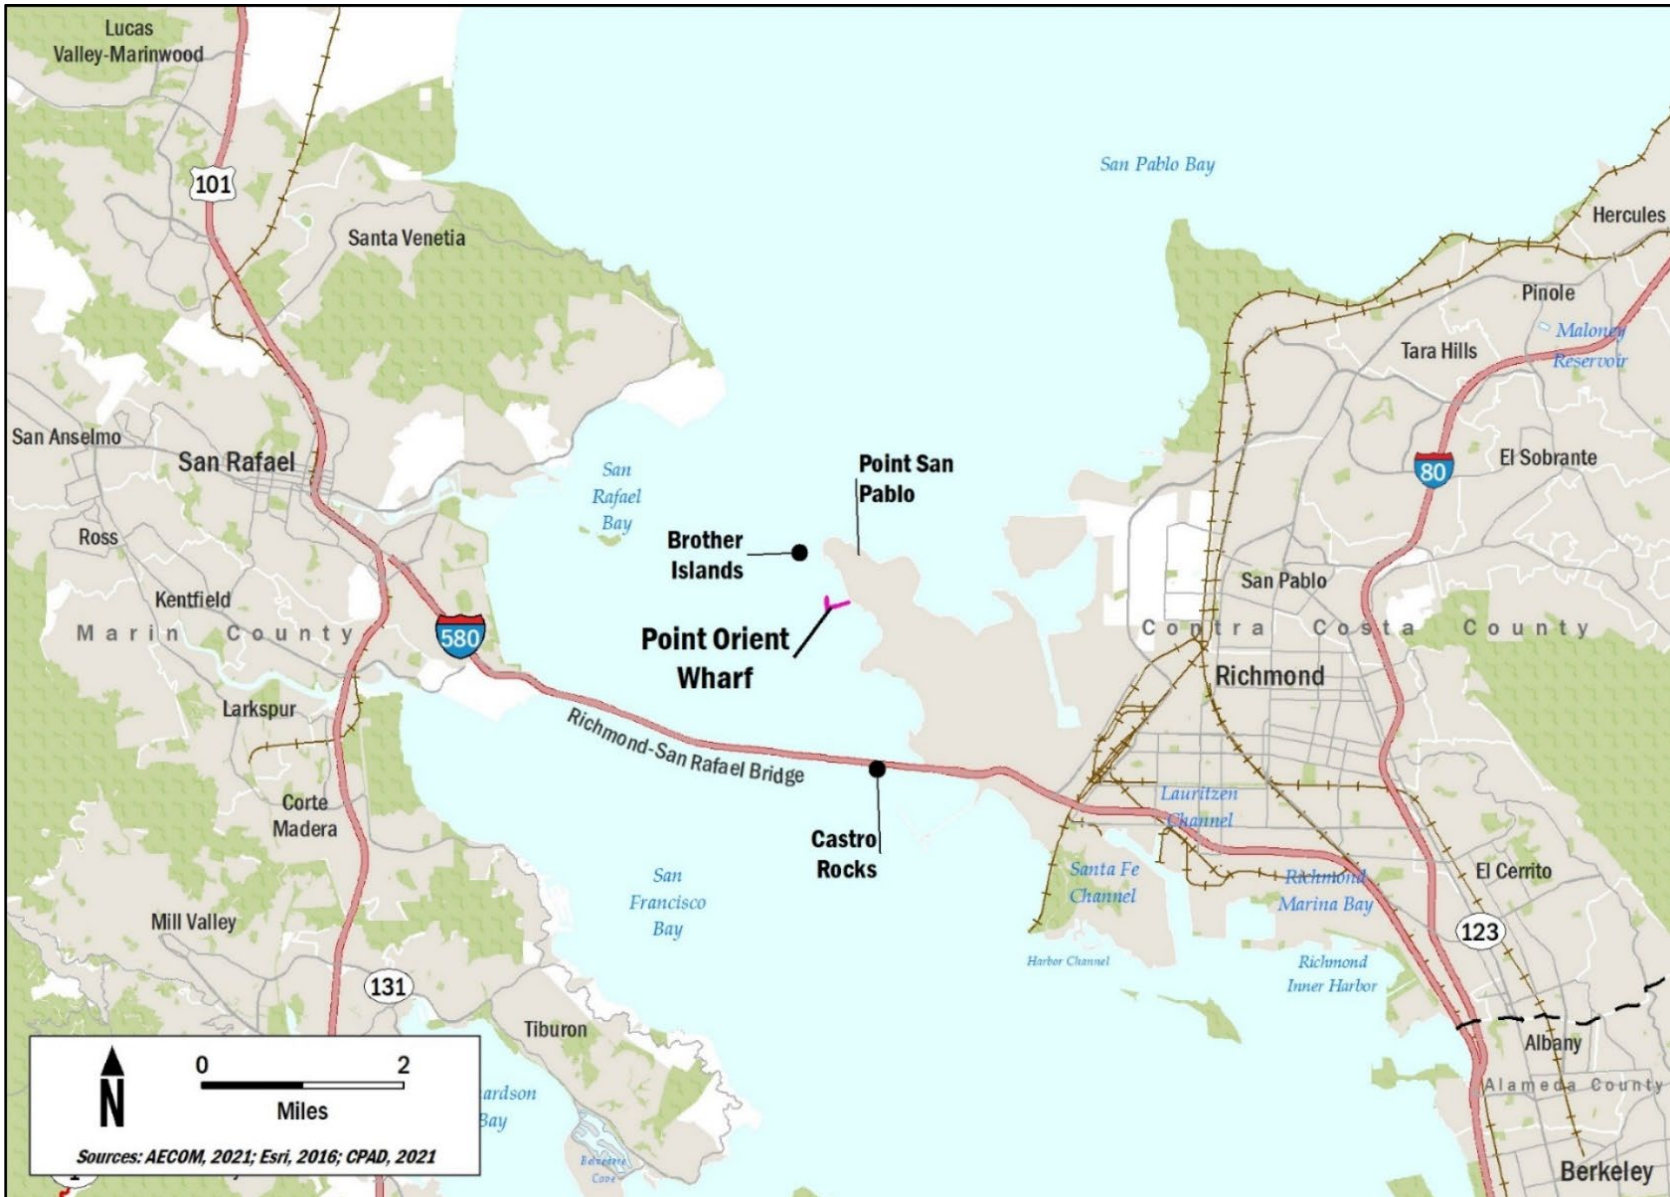 Lucas
Valley-Marinwood
101
Santa Venetia
San Pablo Bay
Hercules
Pinole
Maloney
Reservoir
Tara Hills
San Anselmo
San Rafael
San
Rafael
Bay
Point San
Pablo
80
El Sobrante
Ross
Brother
Islands
San Pablo
Kentfield
Marin County
580
Point Orient
Wharf
Contra Costa County
Richmond
Larkspur
Richmond-San Rafael Bridge
Corte
Madera
Castro
Rocks
Lauritzen
Channel
Santa Fe
Channel
Richmond
Marina Bay
El Cerrito
San
Francisco
Bay
Mill Valley
123
Harbor Channel
Richmond
Inner Harbor
131
Tiburon
Albany
Alameda County
Berkeley
ardson
Bay
Belvedere
Cove
N
0 2
Miles
Sources: AECOM, 2021; Esri, 2016; CPAD, 2021